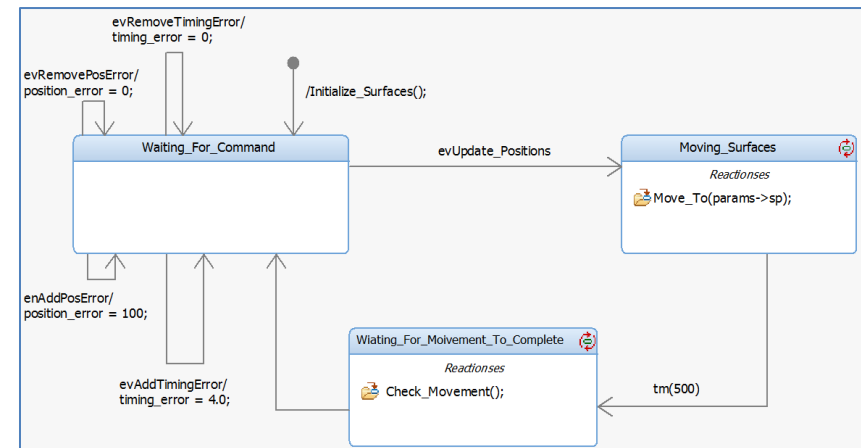 evRemoveTimingError/
timing_error = 0;
evRemovePosError/
position_error = 0;
/Initialize_Surfaces();
Waiting_For_Command
evUpdate_Positions
Moving_Surfaces
Reactionses
Move_To(params->sp);
enAddPosError/
position_error = 100;
evAddTimingError/
timing_error = 4.0;
Wiating_For_Moivement_To_Complete
Reactionses
Check_Movement();
tm(500)